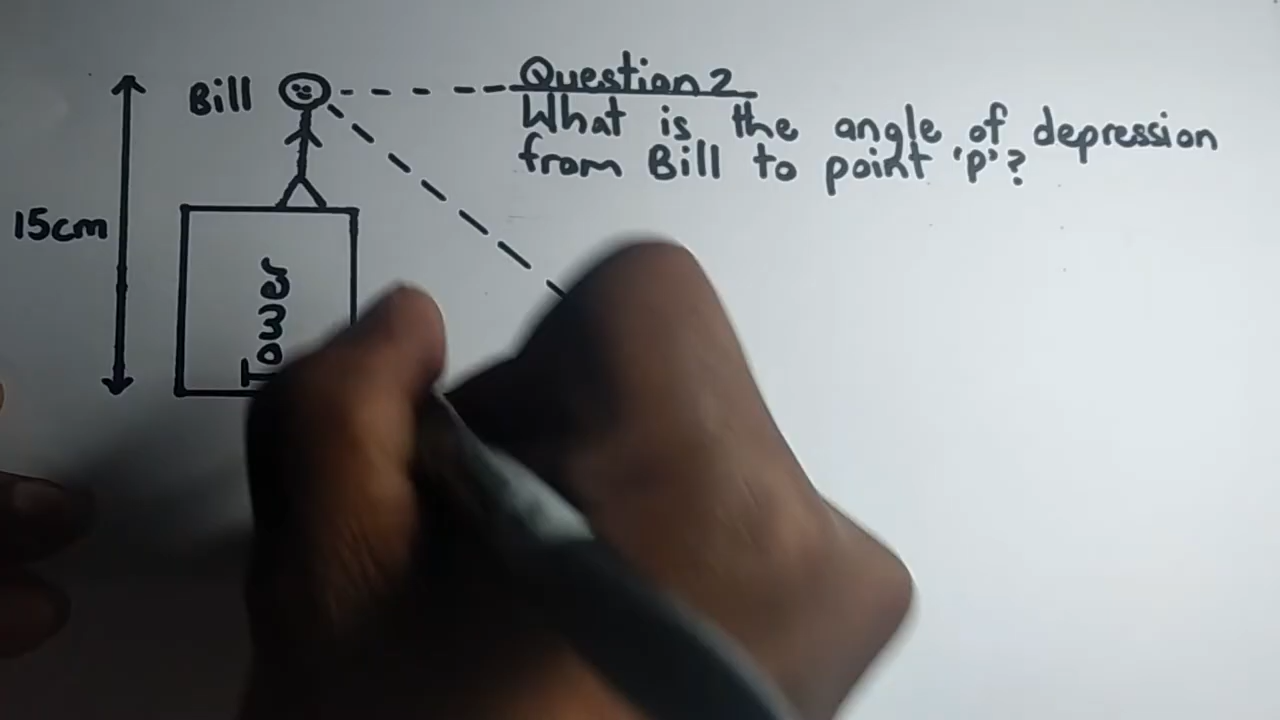 Question 2
Bill
What is the angle of depression
from Bill to point 'P'?
15cm
Tower